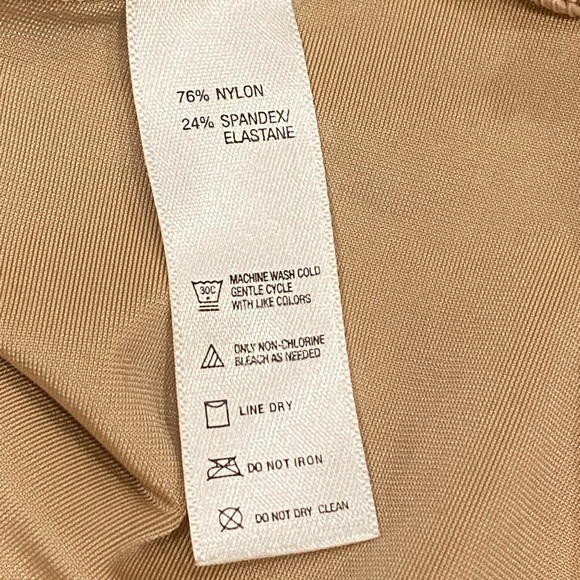 76% NYLON
24% SPANDEX/
ELASTANE
30C
MACHINE WASH COLD
GENTLE CYCLE
WITH LIKE COLORS
ONLY NON-CHLORINE
BLEACH AS NEEDED
LINE DRY
DO NOT IRON
DO NOT DRY CLEAN